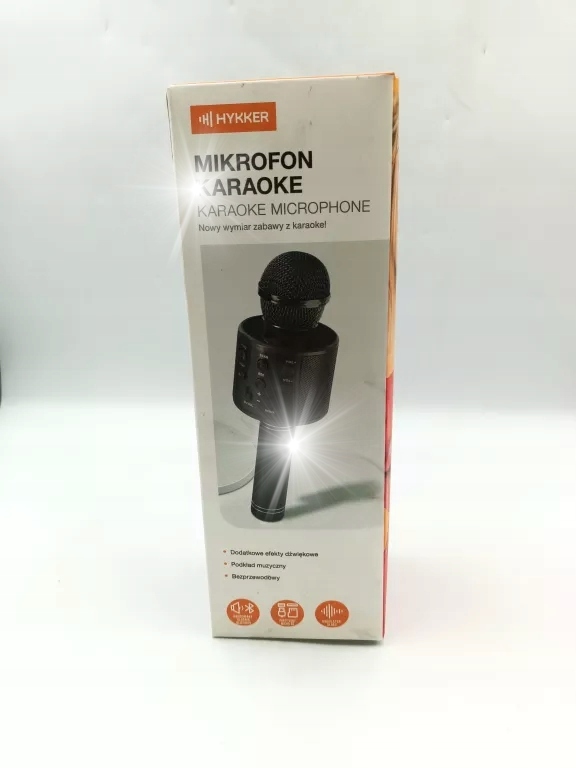 HYKKER
MIKROFON
KARAOKE
KARAOKE MICROPHONE
Nowy wymiar zabawy z karaoke!
Dodatkowe efekty dźwiękowe
Podkład muzyczny
Bezprzewodowy